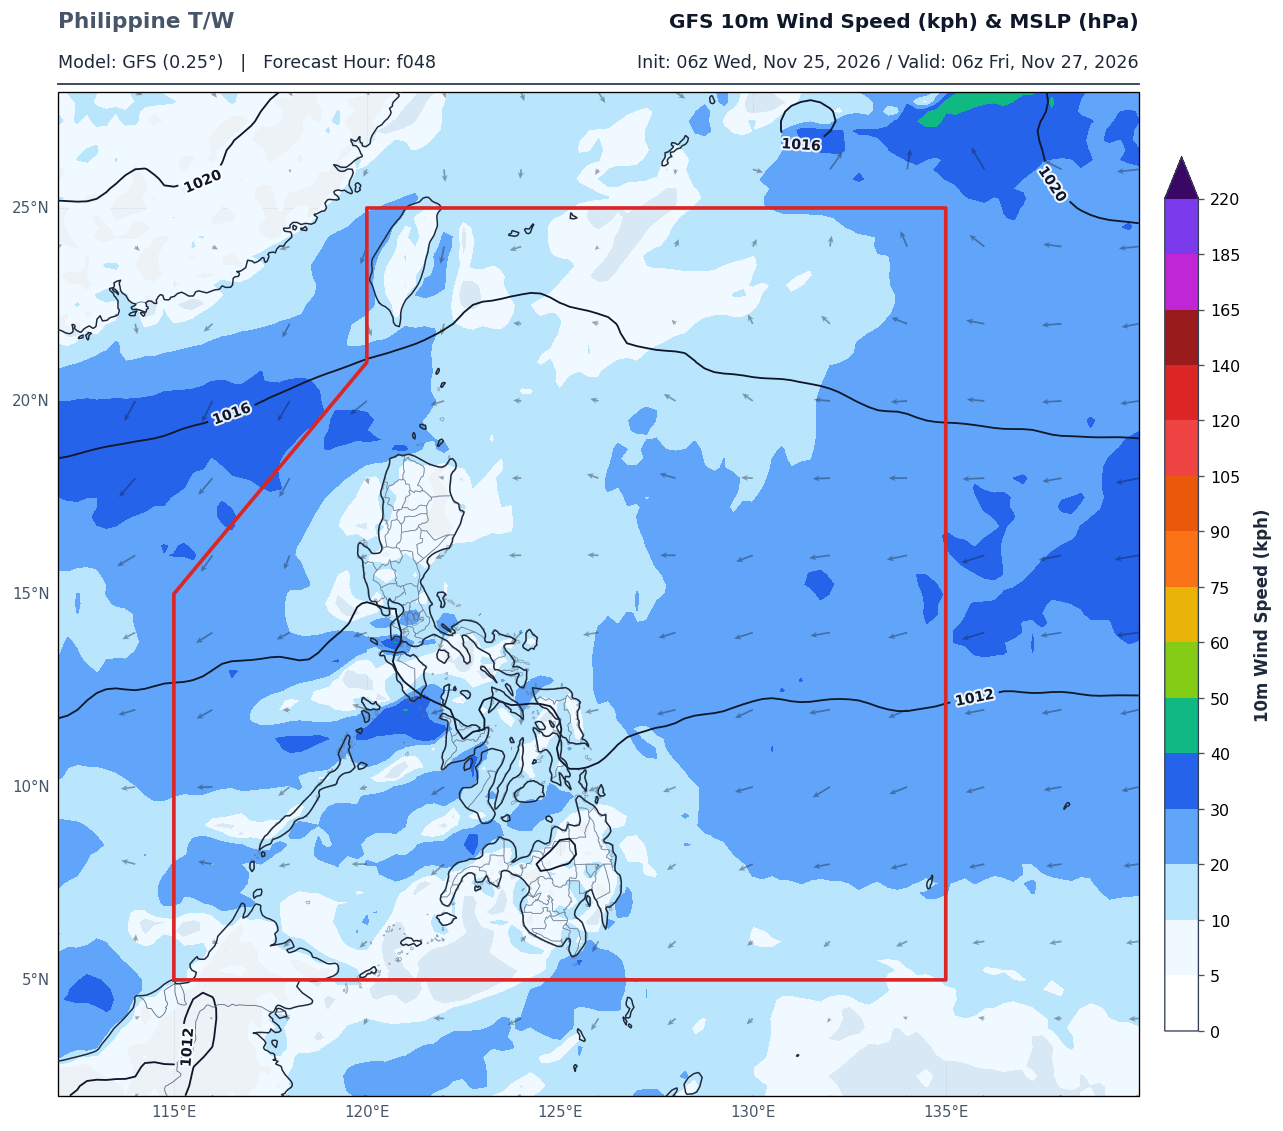 Philippine T/W
GFS 10m Wind Speed (kph) & MSLP (hPa)
Model: GFS (0.25°) | Forecast Hour: f048
Init: 06z Wed, Nov 25, 2026 / Valid: 06z Fri, Nov 27, 2026
1016
1020
1020
25°N
20°N
1016
15°N
1012
10°N
5°N
1012
115°E
120°E
125°E
130°E
135°E
220
185
165
140
120
105
90
75
60
50
40
30
20
10
5
0
10m Wind Speed (kph)